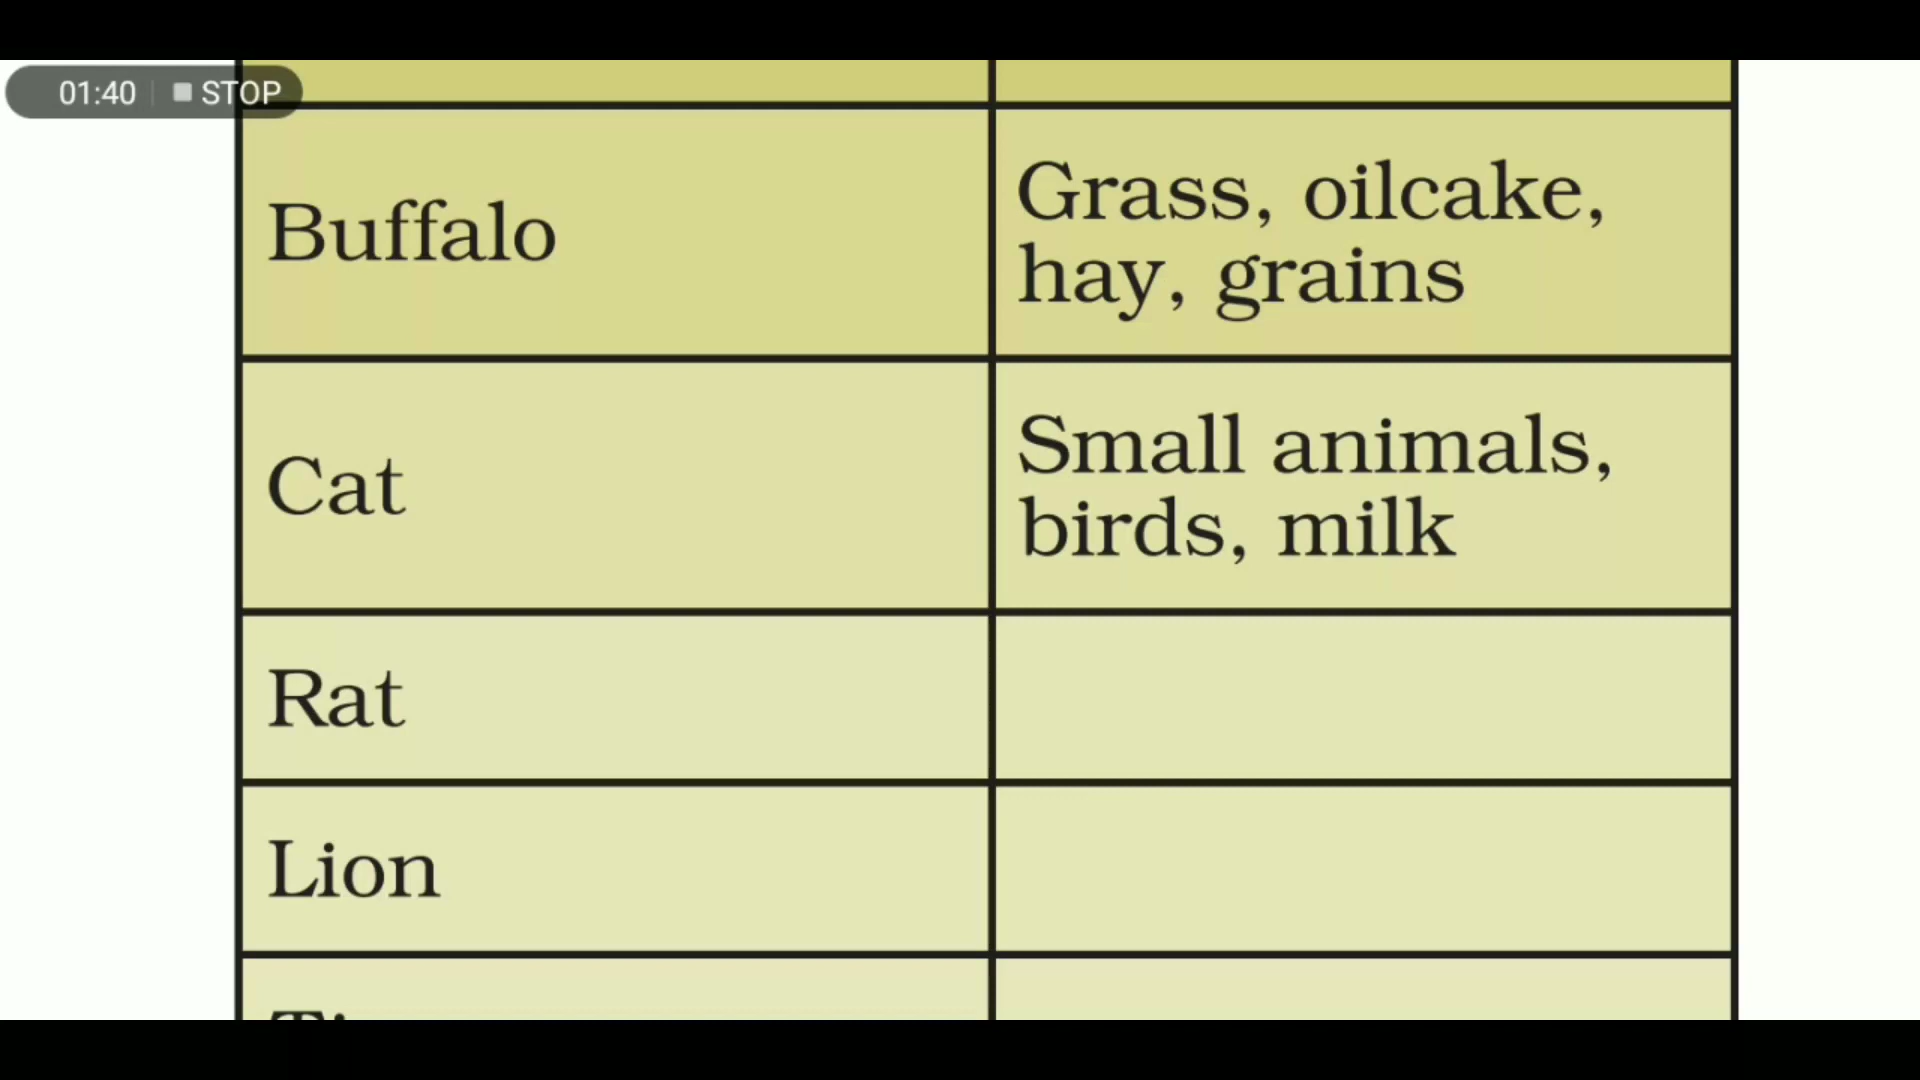 01:40 STOP
Buffalo
Grass, oilcake,
hay, grains
Cat
Small animals,
birds, milk
Rat
Lion